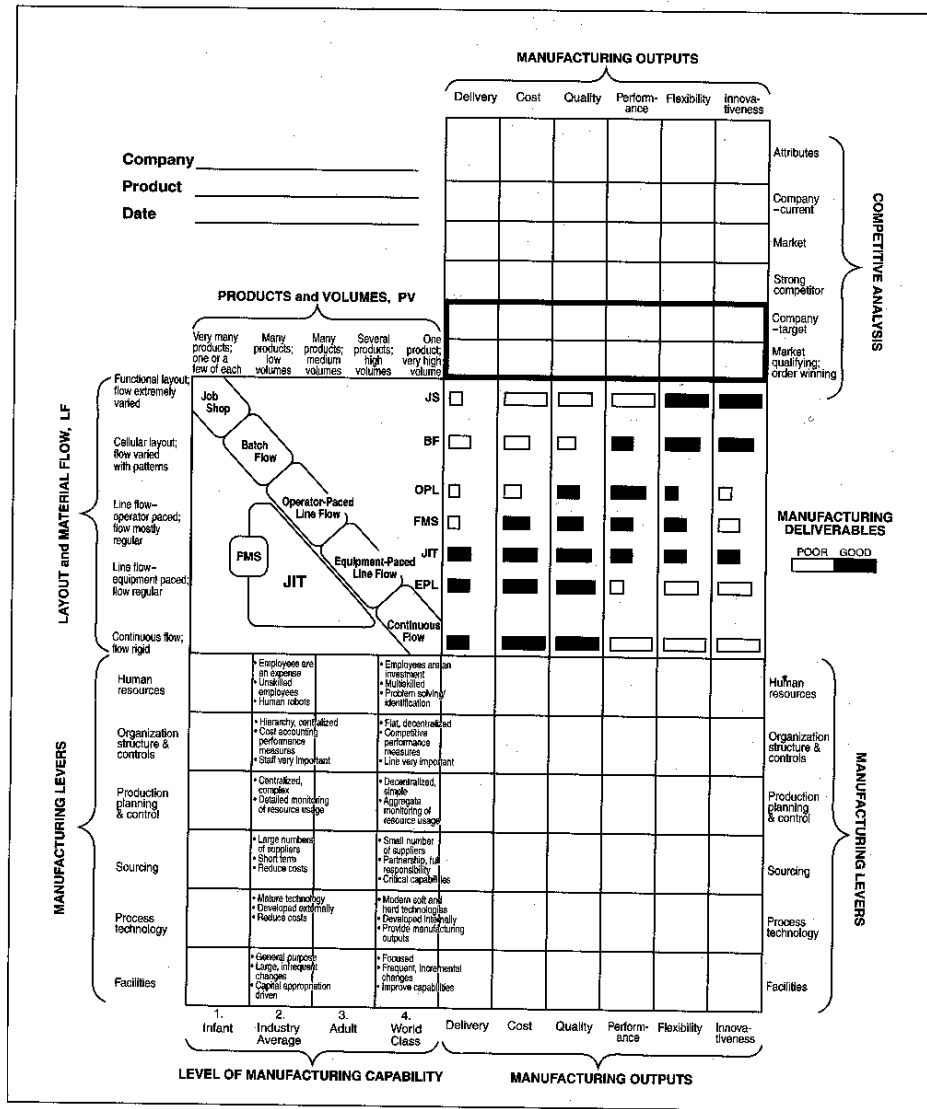 MANUFACTURING OUTPUTS
Delivery
Cost
Quality
Perform-
ance
Flexibility
Innova-
tiveness
Company
Product
Date
Attributes
Company
–current
Market
Strong
competitor
Company
–target
Market
qualifying;
order winning
COMPETITIVE ANALYSIS
PRODUCTS and VOLUMES, PV
Very many
products;
one or a
few of each
Many
products;
low
volumes
Many
products;
medium
volumes
Several
products;
high
volumes
One
product;
very high
volume
LAYOUT and MATERIAL FLOW, LF
Functional layout;
flow extremely
varied
Cellular layout;
flow varied
with patterns
Line flow–
operator paced;
flow mostly
regular
Line flow–
equipment paced;
flow regular
Continuous flow;
flow rigid
Job
Shop
Batch
Flow
Operator-Paced
Line Flow
Equipment-Paced
Line Flow
Continuous
Flow
FMS
JIT
JS
BF
OPL
FMS
JIT
EPL
MANUFACTURING
DELIVERABLES
POOR GOOD
MANUFACTURING LEVERS
Human
resources
• Employees are
an expense
• Unskilled
employees
• Human robots
• Employees are an
investment
• Multiskilled
• Problem solving/
identification
Human
resources
Organization
structure &
controls
• Hierarchy, centralized
• Cost accounting
performance
measures
• Staff very important
• Flat, decentralized
• Competitive
performance
measures
• Line very important
Organization
structure &
controls
Production
planning
& control
• Centralized,
complex
• Detailed monitoring
of resource usage
• Decentralized,
simple
• Aggregate
monitoring of
resource usage
Production
planning &
control
Sourcing
• Large numbers
of suppliers
• Short term
• Reduce costs
• Small number
of suppliers
• Partnership, full
responsibility
• Critical capabilities
Sourcing
Process
technology
• Mature technology
• Developed externally
• Reduce costs
• Modern soft and
hard technologies
• Developed internally
• Provide manufacturing
outputs
Process
technology
Facilities
• General purpose
• Large, infrequent
changes
• Capital appropriation
driven
• Focused
• Frequent, incremental
changes
• Improve capabilities
Facilities
MANUFACTURING LEVERS
1.
Infant
2.
Industry
Average
3.
Adult
4.
World
Class
Delivery
Cost
Quality
Perform-
ance
Flexibility
Innova-
tiveness
LEVEL OF MANUFACTURING CAPABILITY
MANUFACTURING OUTPUTS